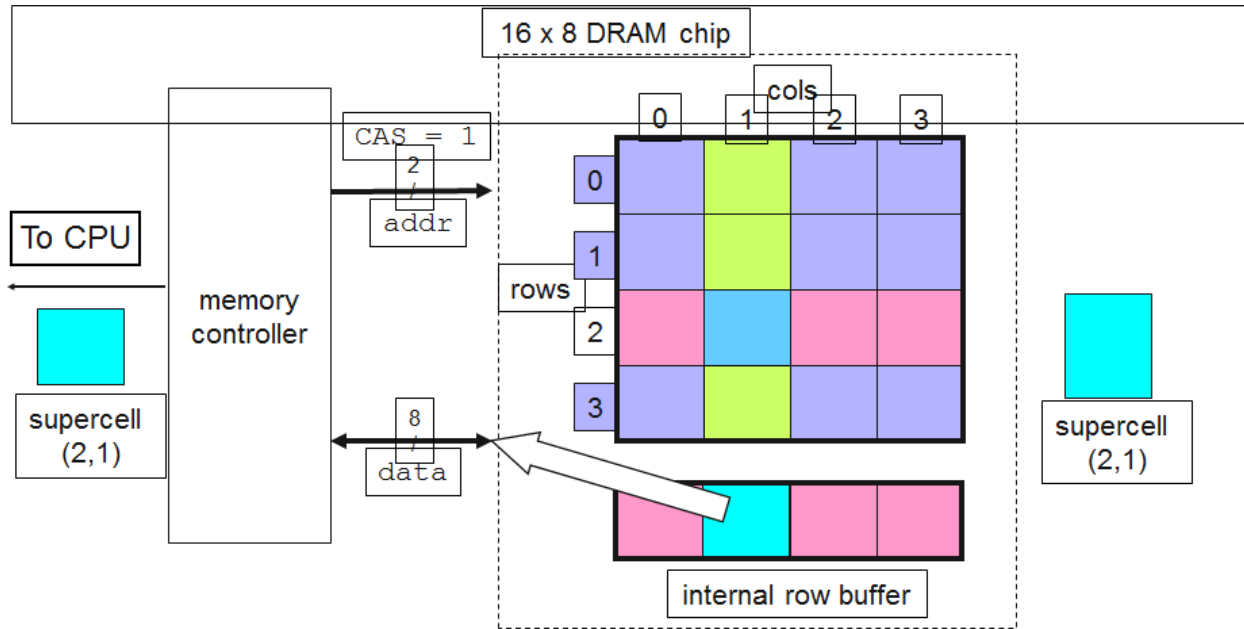 16 x 8 DRAM chip
cols
0 1 2 3
CAS = 1
2
/
addr
0
To CPU
1
rows
memory
controller
2
supercell
(2,1)
3
8
/
data
supercell
(2,1)
internal row buffer